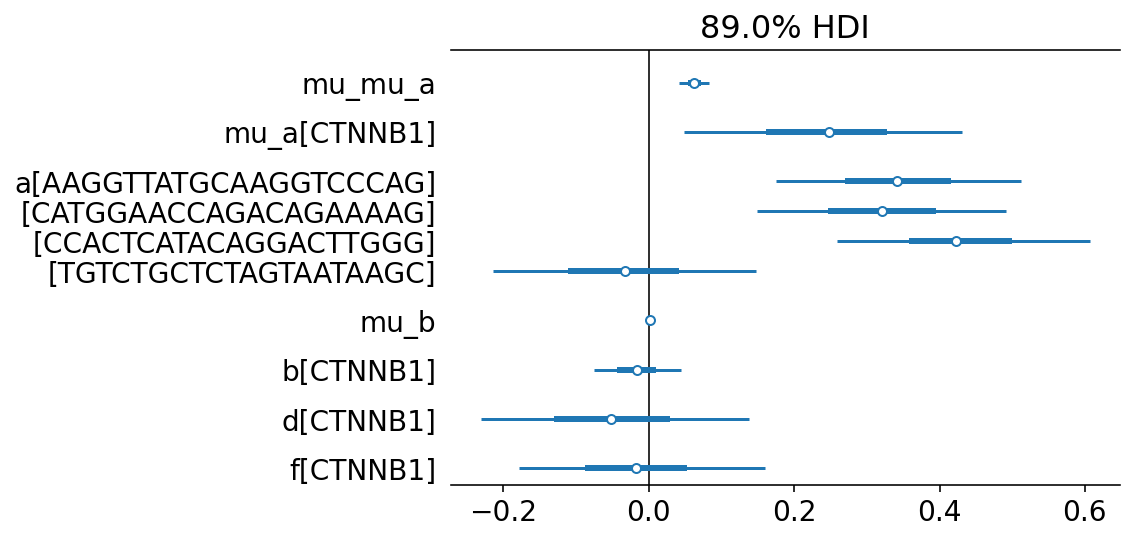 89.0% HDI
mu_mu_a
mu_a[CTNNB1]
a[AAGGTTATGCAAGGTCCCAG]
[CATGGAACCAGACAGAAAAG]
[CCACTCATACAGGACTTGGG]
[TGTCTGCTCTAGTAATAAGC]
mu_b
b[CTNNB1]
d[CTNNB1]
f[CTNNB1]
−0.2 0.0 0.2 0.4 0.6